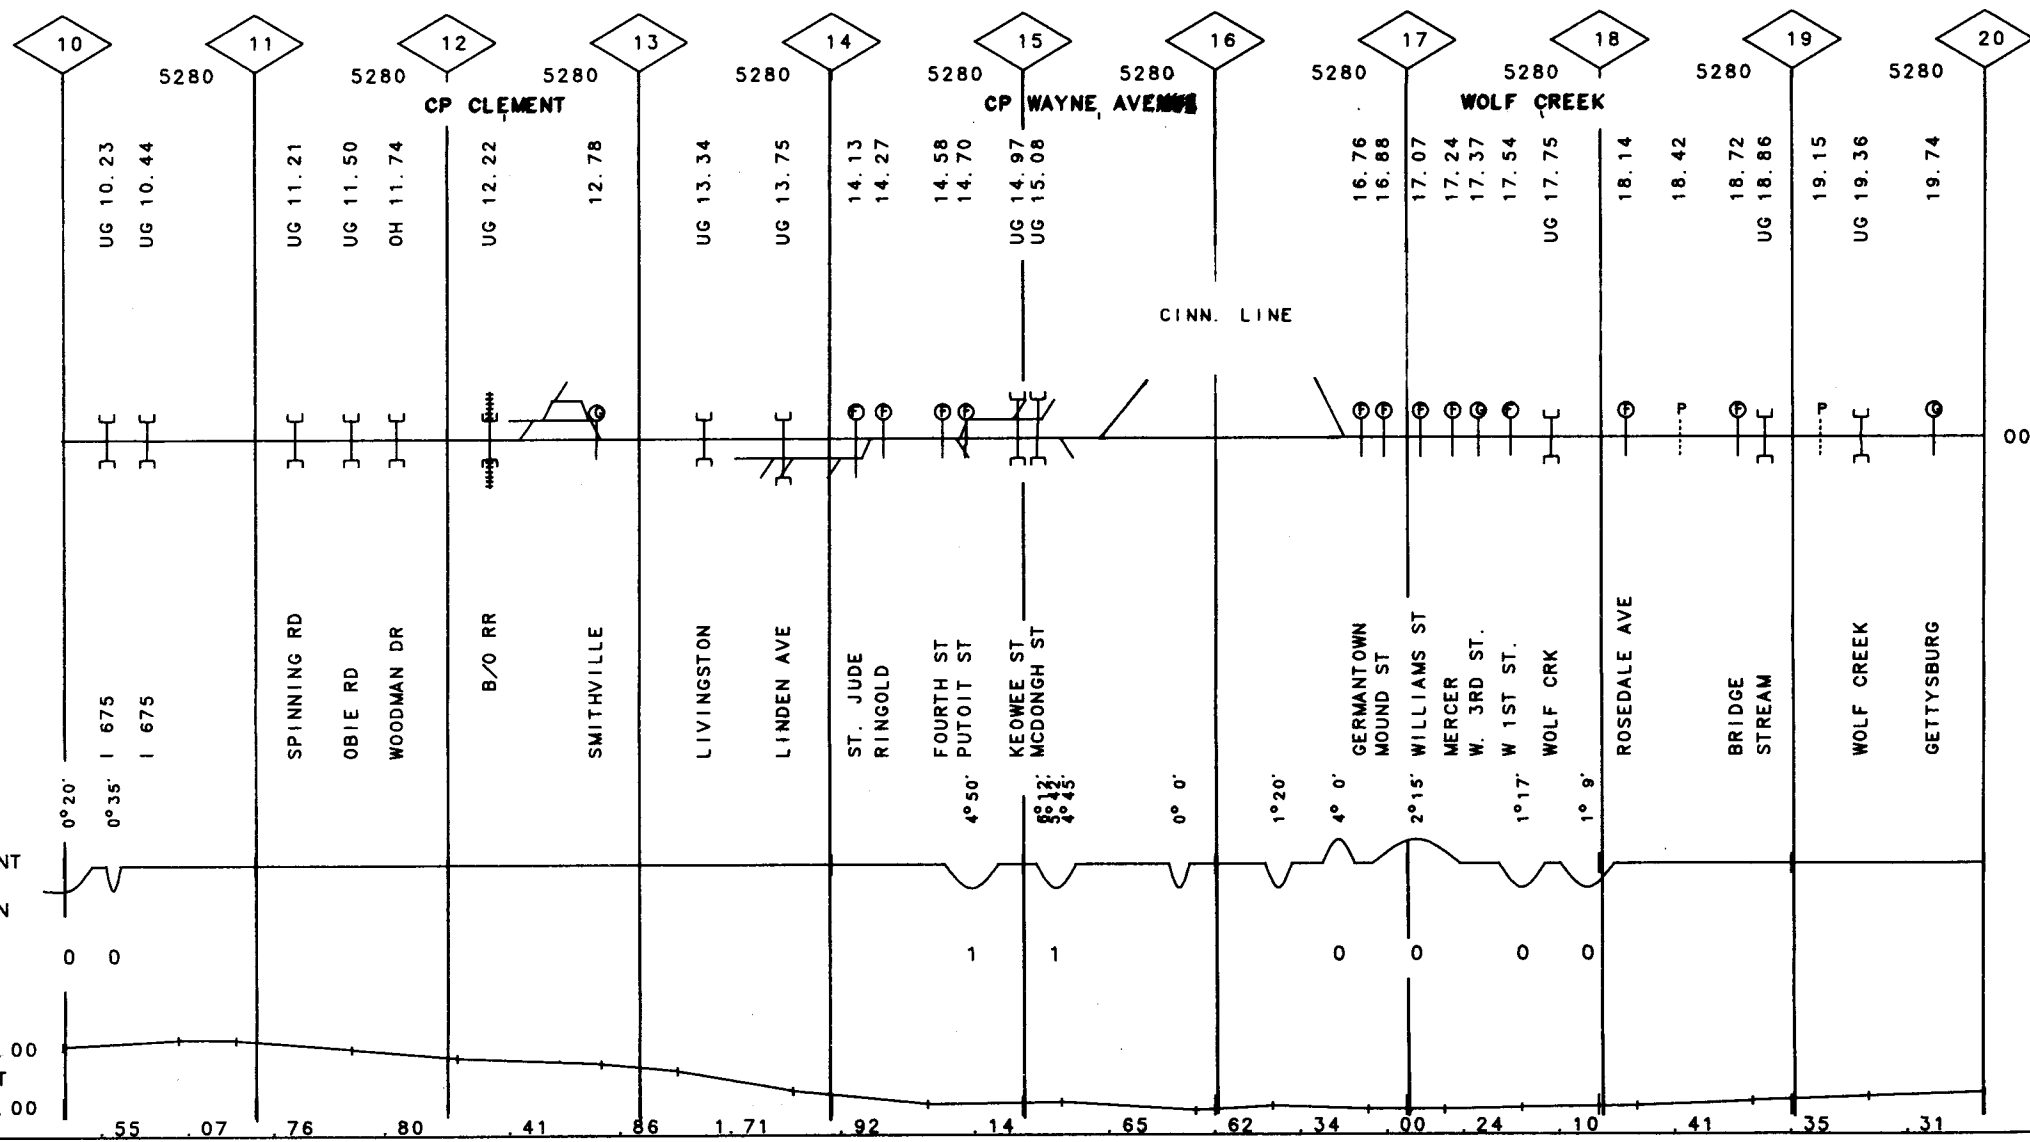 10 11 12 13 14 15 16 17 18 19 20
5280 5280 5280 5280 5280 5280 5280 5280 5280 5280
CP CLEMENT CP WAYNE AVE WOLF CREEK
UG 10.23
UG 10.44
UG 11.21
UG 11.50
OH 11.74
UG 12.22
12.78
UG 13.34
UG 13.75
14.13
14.27
14.58
14.70
UG 14.97
UG 15.08
16.76
16.88
17.07
17.24
17.37
17.54
UG 17.75
18.14
18.42
18.72
UG 18.86
19.15
UG 19.36
19.74
CINN. LINE
G F F F F F F F F G F F P F P G
00
I 675
I 675
SPINNING RD
OBIE RD
WOODMAN DR
B/O RR
SMITHVILLE
LIVINGSTON
LINDEN AVE
ST. JUDE
RINGOLD
FOURTH ST
PUTOIT ST
KEOWEE ST
MCDONGH ST
GERMANTOWN
MOUND ST
WILLIAMS ST
MERCER
W. 3RD ST.
W 1ST ST.
WOLF CRK
ROSEDALE AVE
BRIDGE
STREAM
WOLF CREEK
GETTYSBURG
0°20'
0°35'
4°50'
6°12'
5°42'
4°45'
0° 0'
1°20'
4° 0'
2°15'
1°17'
1° 9'
NT
N
0 0 1 1 0 0 0 0
.00
T
.00
.55 .07 .76 .80 .41 .86 1.71 .92 .14 .65 .62 .34 .00 .24 .10 .41 .35 .31